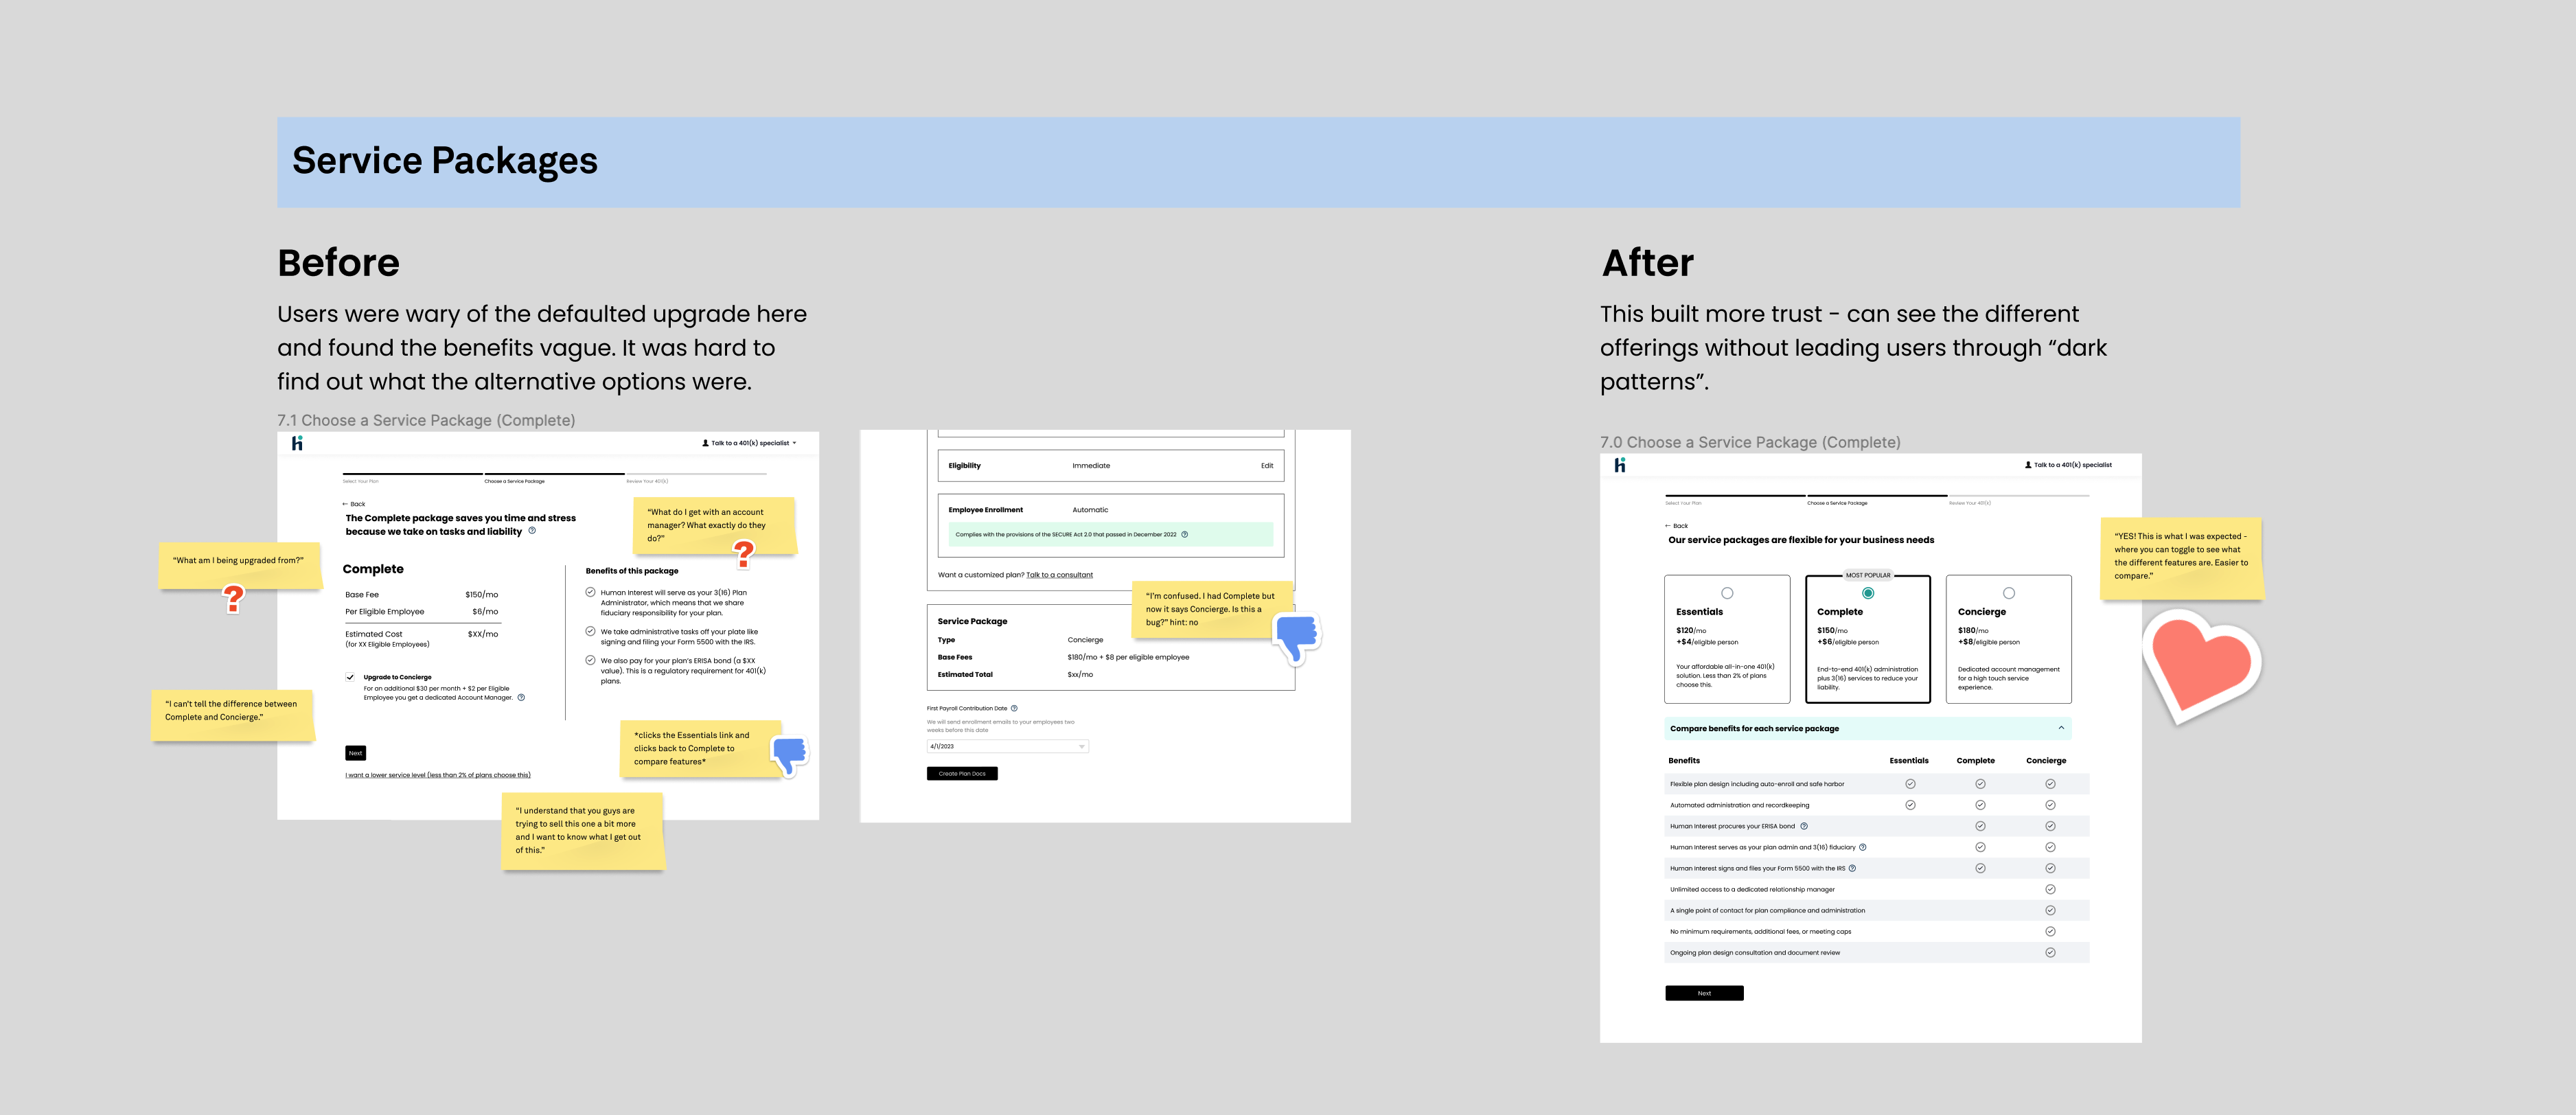 Service Packages
Before
Users were wary of the defaulted upgrade here
and found the benefits vague. It was hard to
find out what the alternative options were.
7.1 Choose a Service Package (Complete)
hi
Talk to a 401(k) specialist
Select Your Plan
Choose a Service Package
Review Your 401(k)
← Back
The Complete package saves you time and stress
because we take on tasks and liability
"What do I get with an account
manager? What exactly do they
do?"
?
"What am I being upgraded from?"
?
Complete
Base Fee $150/mo
Per Eligible Employee $6/mo
Estimated Cost $XX/mo
(for XX Eligible Employees)
Upgrade to Concierge
For an additional $30 per month + $2 per Eligible
Employee you get a dedicated Account Manager.
Benefits of this package
Human Interest will serve as your 3(16) Plan
Administrator, which means that we share
fiduciary responsibility for your plan.
We take administrative tasks off your plate like
signing and filing your Form 5500 with the IRS.
We also pay for your plan's ERISA bond (a $XX
value). This is a regulatory requirement for 401(k)
plans.
"I can't tell the difference between
Complete and Concierge."
*clicks the Essentials link and
clicks back to Complete to
compare features*
Next
I want a lower service level (less than 2% of plans choose this)
"I understand that you guys are
trying to sell this one a bit more
and I want to know what I get out
of this."
Eligibility Immediate Edit
Employee Enrollment Automatic
Complies with the provisions of the SECURE Act 2.0 that passed in December 2022
Want a customized plan? Talk to a consultant
"I'm confused. I had Complete but
now it says Concierge. Is this a
bug?" hint: no
Service Package
Type Concierge
Base Fees $180/mo + $8 per eligible employee
Estimated Total $xx/mo
First Payroll Contribution Date
We will send enrollment emails to your employees two
weeks before this date
4/1/2023
Create Plan Docs
After
This built more trust - can see the different
offerings without leading users through "dark
patterns".
7.0 Choose a Service Package (Complete)
hi
Talk to a 401(k) specialist
Select Your Plan
Choose a Service Package
Review Your 401(k)
← Back
Our service packages are flexible for your business needs
"YES! This is what I was expected -
where you can toggle to see what
the different features are. Easier to
compare."
MOST POPULAR
Essentials
$120/mo
+$4/eligible person
Your affordable all-in-one 401(k)
solution. Less than 2% of plans
choose this.
Complete
$150/mo
+$6/eligible person
End-to-end 401(k) administration
plus 3(16) services to reduce your
liability.
Concierge
$180/mo
+$8/eligible person
Dedicated account management
for a high touch service
experience.
Compare benefits for each service package
Benefits Essentials Complete Concierge
Flexible plan design including auto-enroll and safe harbor
Automated administration and recordkeeping
Human Interest procures your ERISA bond
Human Interest serves as your plan admin and 3(16) fiduciary
Human Interest signs and files your Form 5500 with the IRS
Unlimited access to a dedicated relationship manager
A single point of contact for plan compliance and administration
No minimum requirements, additional fees, or meeting caps
Ongoing plan design consultation and document review
Next